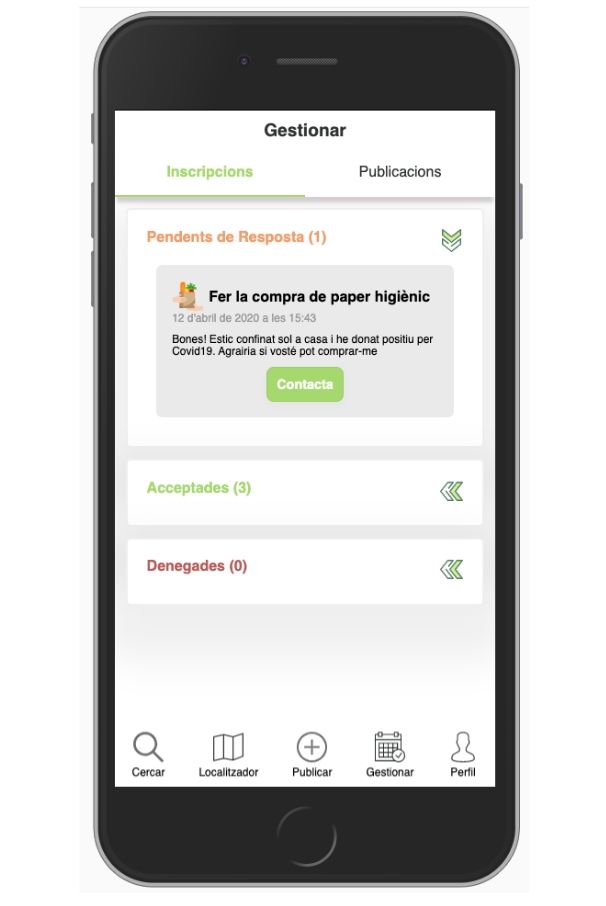 Gestionar
Inscripcions
Publicacions
Pendents de Resposta (1)
Fer la compra de paper higiènic
12 d'abril de 2020 a les 15:43
Bones! Estic confinat sol a casa i he donat positiu per
Covid19. Agrairia si vosté pot comprar-me
Contacta
Acceptades (3)
Denegades (0)
Cercar
Localitzador
Publicar
Gestionar
Perfil